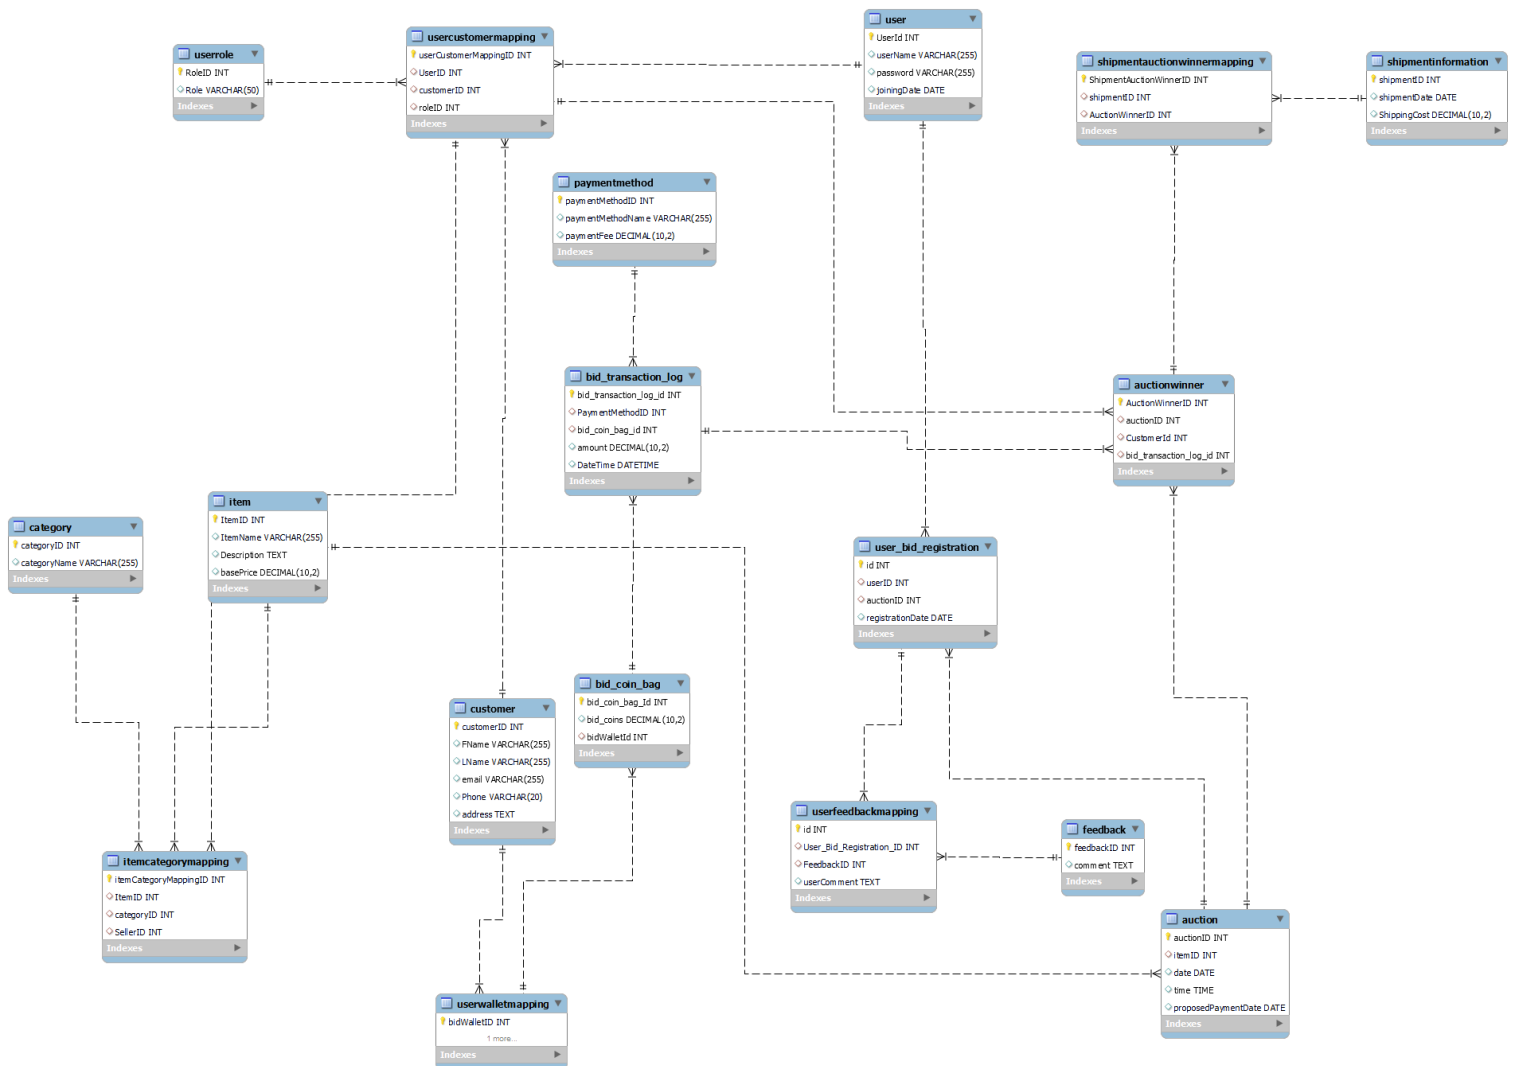 userrole
RoleID INT
Role VARCHAR(50)
Indexes
usercustomermapping
userCustomerMappingID INT
UserID INT
customerID INT
roleID INT
Indexes
user
UserId INT
userName VARCHAR(255)
password VARCHAR(255)
joiningDate DATE
Indexes
shipmentauctionwinnermapping
ShipmentAuctionWinnerID INT
shipmentID INT
AuctionWinnerID INT
Indexes
shipmentinformation
shipmentID INT
shipmentDate DATE
ShippingCost DECIMAL(10,2)
Indexes
paymentmethod
paymentMethodID INT
paymentMethodName VARCHAR(255)
paymentFee DECIMAL(10,2)
Indexes
bid_transaction_log
bid_transaction_log_id INT
PaymentMethodID INT
bid_coin_bag_id INT
amount DECIMAL(10,2)
DateTime DATETIME
Indexes
auctionwinner
AuctionWinnerID INT
auctionID INT
CustomerId INT
bid_transaction_log_id INT
Indexes
category
categoryID INT
categoryName VARCHAR(255)
Indexes
item
ItemID INT
ItemName VARCHAR(255)
Description TEXT
basePrice DECIMAL(10,2)
Indexes
user_bid_registration
id INT
userID INT
auctionID INT
registrationDate DATE
Indexes
customer
customerID INT
FName VARCHAR(255)
LName VARCHAR(255)
email VARCHAR(255)
Phone VARCHAR(20)
address TEXT
Indexes
bid_coin_bag
bid_coin_bag_Id INT
bid_coins DECIMAL(10,2)
bidWalletId INT
Indexes
userfeedbackmapping
id INT
User_Bid_Registration_ID INT
FeedbackID INT
userComment TEXT
Indexes
feedback
feedbackID INT
comment TEXT
Indexes
itemcategorymapping
itemCategoryMappingID INT
ItemID INT
categoryID INT
SellerID INT
Indexes
auction
auctionID INT
itemID INT
date DATE
time TIME
proposedPaymentDate DATE
Indexes
userwalletmapping
bidWalletID INT
1 more...
Indexes